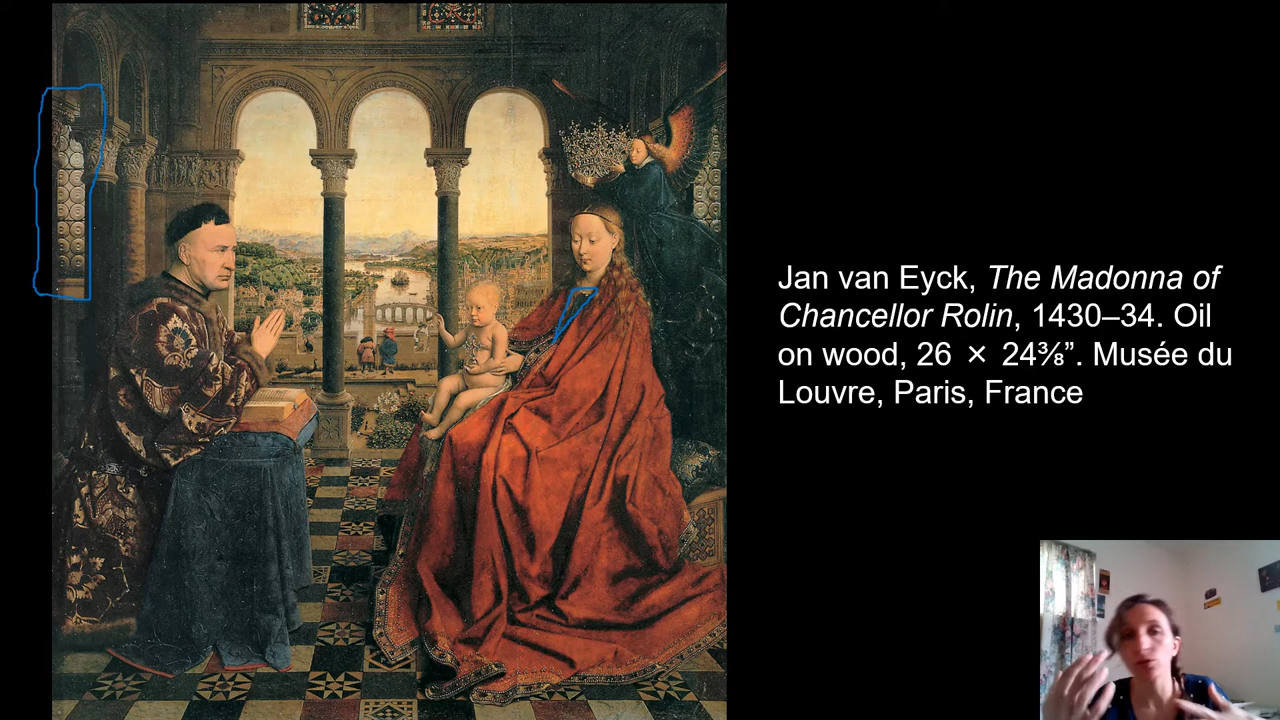 Jan van Eyck, The Madonna of
Chancellor Rolin, 1430–34. Oil
on wood, 26 × 24⅜”. Musée du
Louvre, Paris, France